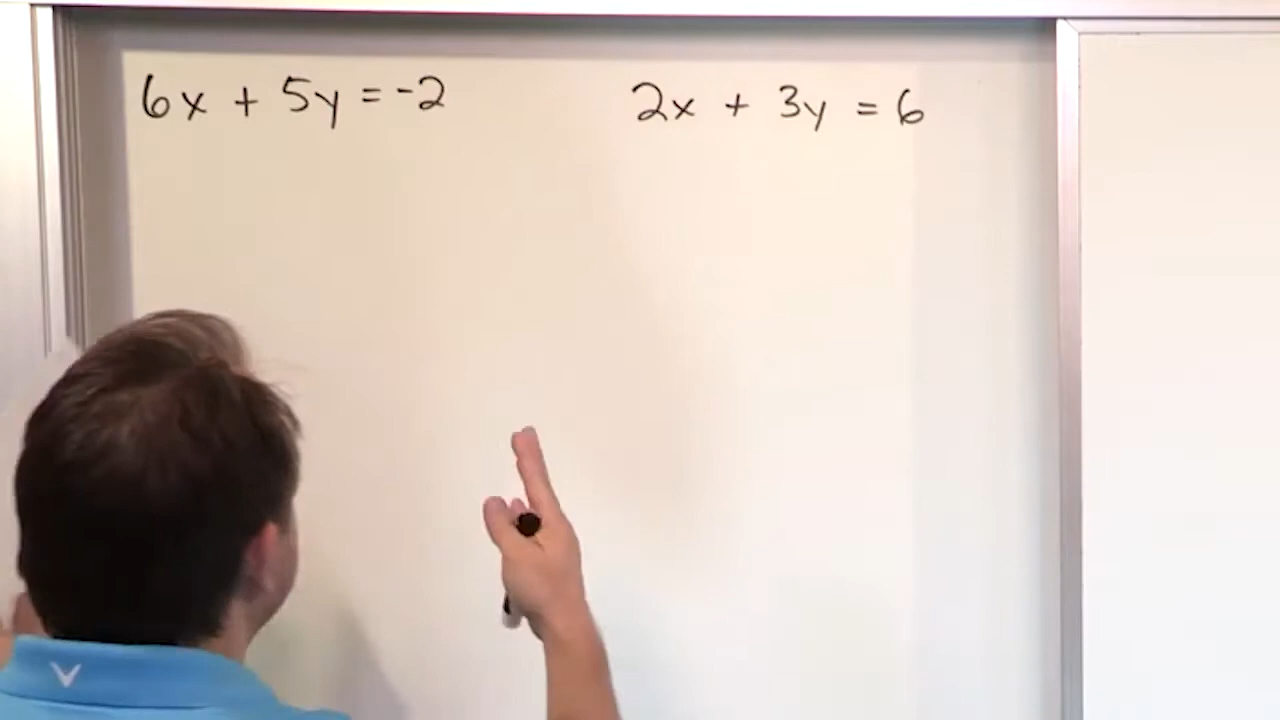 6x + 5y = -2
2x + 3y = 6